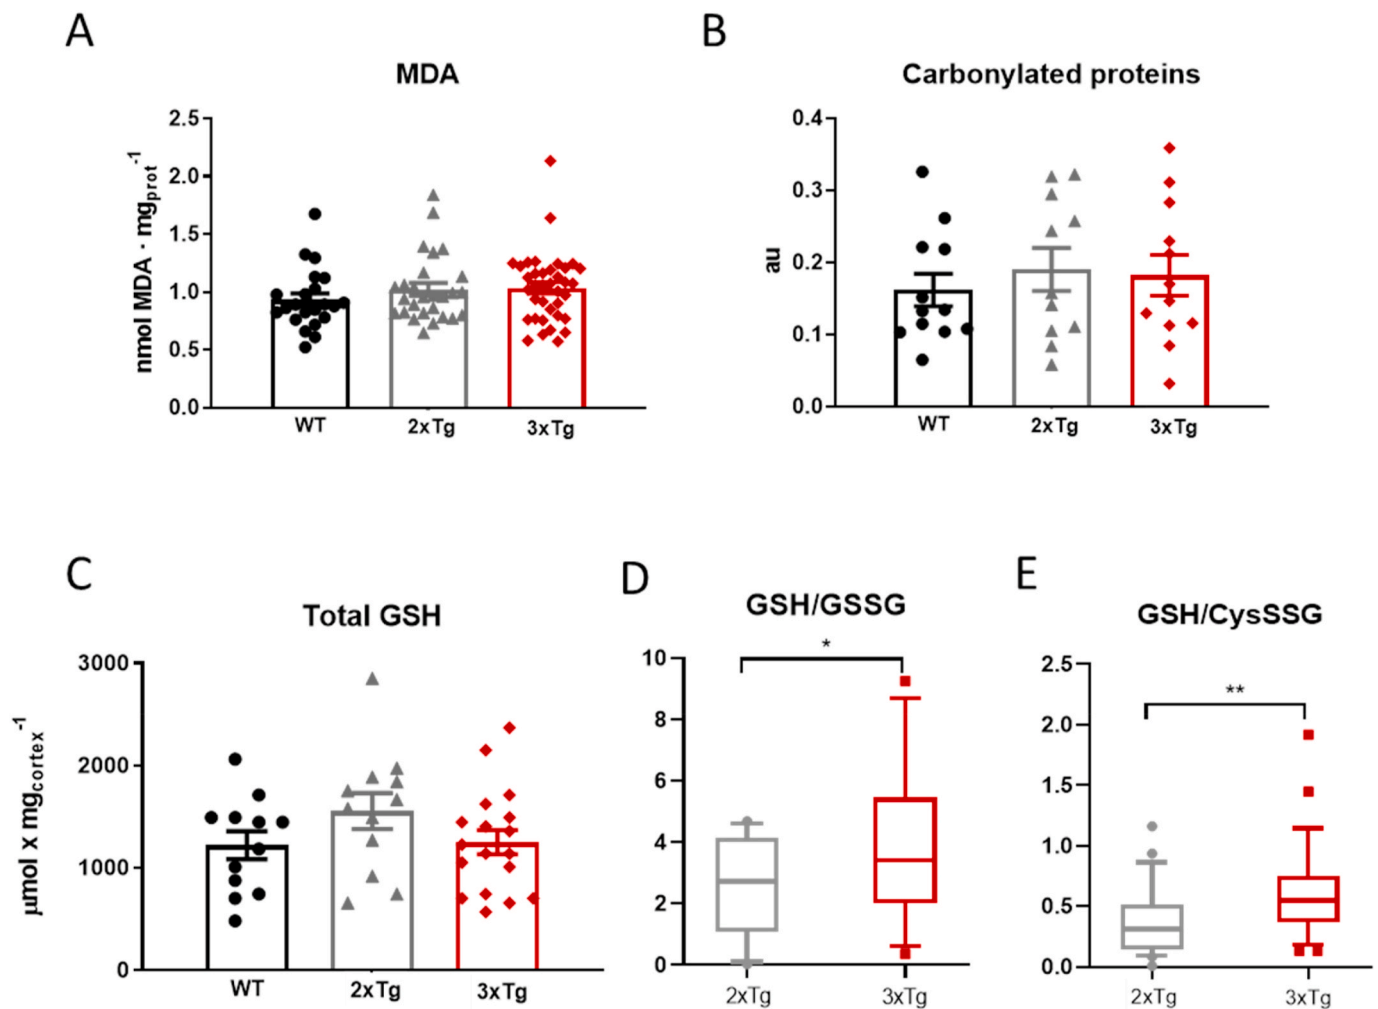 A
MDA
nmol MDA · mgprot-1
2.5
2.0
1.5
1.0
0.5
0.0
WT 2xTg 3xTg
B
Carbonylated proteins
au
0.4
0.3
0.2
0.1
0.0
WT 2xTg 3xTg
C
Total GSH
µmol x mgcortex-1
3000
2000
1000
0
WT 2xTg 3xTg
D
GSH/GSSG
*
10
8
6
4
2
0
2xTg 3xTg
E
GSH/CysSSG
**
2.5
2.0
1.5
1.0
0.5
0.0
2xTg 3xTg